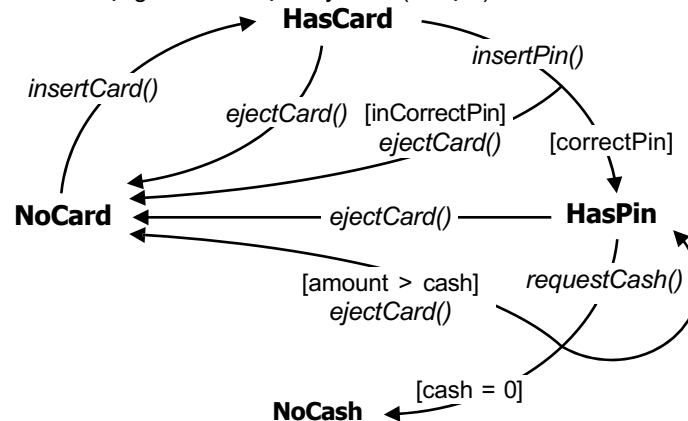 HasCard
insertPin()
insertCard()
ejectCard() [inCorrectPin]
ejectCard()
[correctPin]
NoCard
ejectCard()
HasPin
[amount > cash]
requestCash()
ejectCard()
[cash = 0]
NoCash